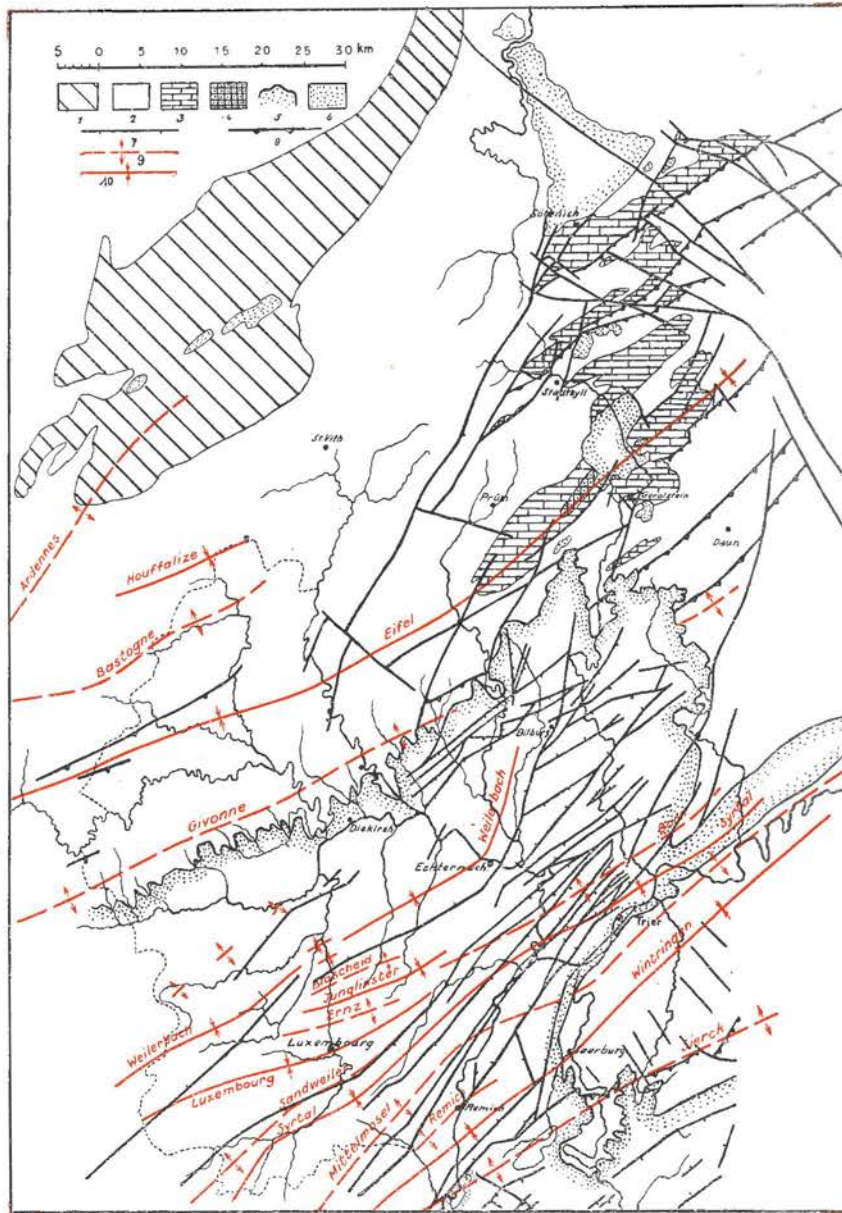 5 0 5 10 15 20 25 30 km
1 2 3 4 5 6
7 8
9
10
Sötenich
Stadtkyll
St.Vith
Prüm
Gerolstein
Daun
Ardennes
Houffalize
Bastogne
Eifel
Bitburg
Givonne
Weilerbach
Diekirch
Echternach
Syrtal
Trier
Wintringen
Blascheid
Junglinster
Ernz
Weilerbach
Luxembourg
Luxembourg
Sandweiler
Syrtal
Saarburg
Sierck
Remich
Remich
Mittelmosel